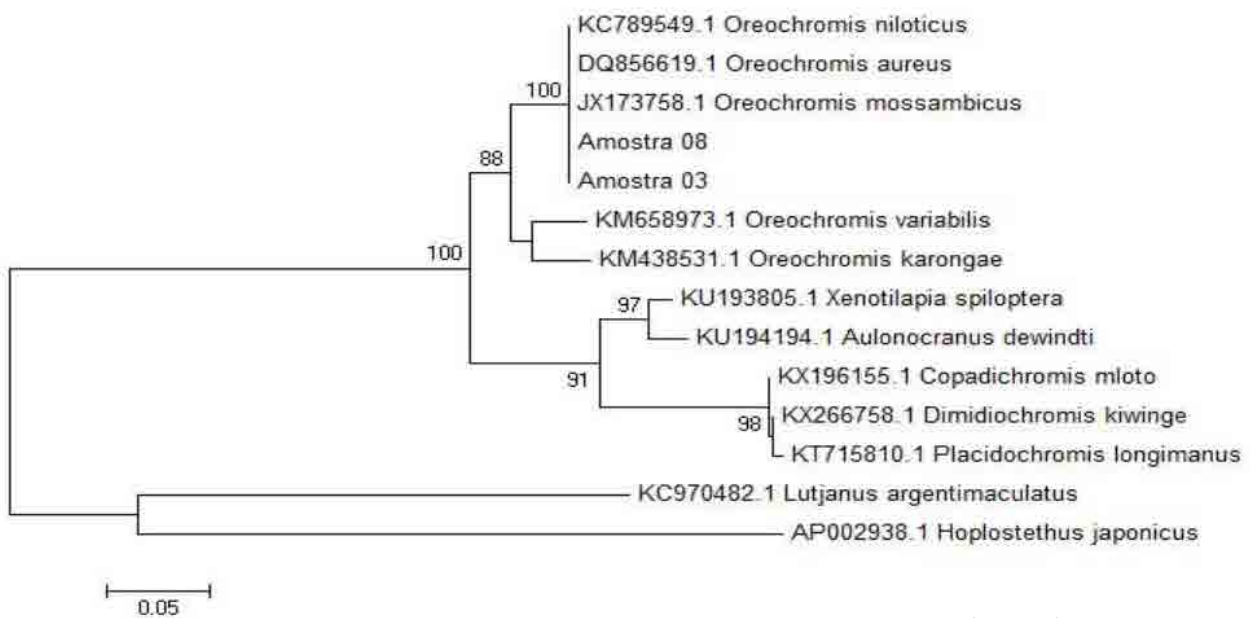 KC789549.1 Oreochromis niloticus
DQ856619.1 Oreochromis aureus
100
JX173758.1 Oreochromis mossambicus
Amostra 08
88
Amostra 03
KM658973.1 Oreochromis variabilis
100
KM438531.1 Oreochromis karongae
97
KU193805.1 Xenotilapia spiloptera
KU194194.1 Aulonocranus dewindti
91
KX196155.1 Copadichromis mloto
98
KX266758.1 Dimidiochromis kiwinge
KT715810.1 Placidochromis longimanus
KC970482.1 Lutjanus argentimaculatus
AP002938.1 Hoplostethus japonicus
0.05